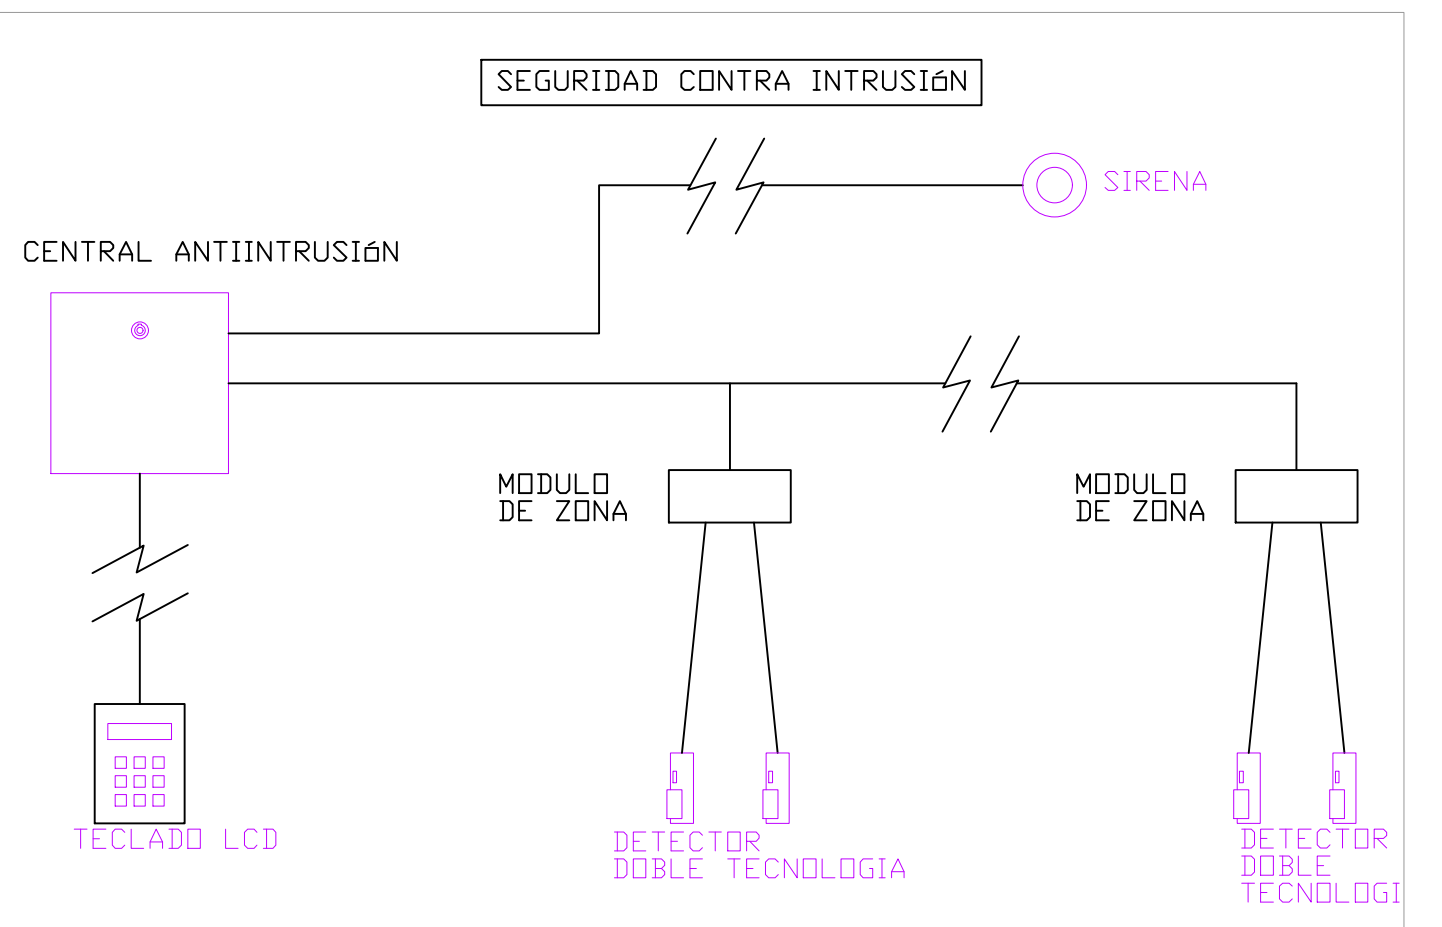 SEGURIDAD CONTRA INTRUSIóN
SIRENA
CENTRAL ANTIINTRUSIóN
MODULO
DE ZONA
MODULO
DE ZONA
TECLADO LCD
DETECTOR
DOBLE TECNOLOGIA
DETECTOR
DOBLE
TECNOLOGI